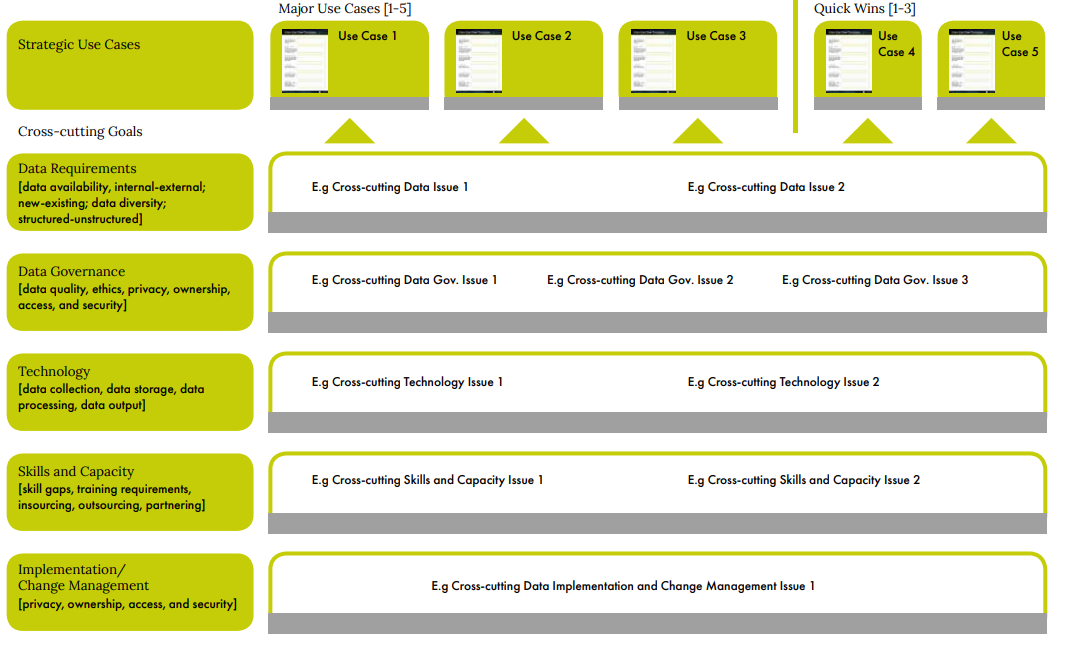 Major Use Cases [1-5]
Quick Wins [1-3]
Strategic Use Cases
Use Case 1
Use Case 2
Use Case 3
Use
Case 4
Use
Case 5
Cross-cutting Goals
Data Requirements
[data availability, internal-external;
new-existing; data diversity;
structured-unstructured]
E.g Cross-cutting Data Issue 1
E.g Cross-cutting Data Issue 2
Data Governance
[data quality, ethics, privacy, ownership,
access, and security]
E.g Cross-cutting Data Gov. Issue 1
E.g Cross-cutting Data Gov. Issue 2
E.g Cross-cutting Data Gov. Issue 3
Technology
[data collection, data storage, data
processing, data output]
E.g Cross-cutting Technology Issue 1
E.g Cross-cutting Technology Issue 2
Skills and Capacity
[skill gaps, training requirements,
insourcing, outsourcing, partnering]
E.g Cross-cutting Skills and Capacity Issue 1
E.g Cross-cutting Skills and Capacity Issue 2
Implementation/
Change Management
[privacy, ownership, access, and security]
E.g Cross-cutting Data Implementation and Change Management Issue 1